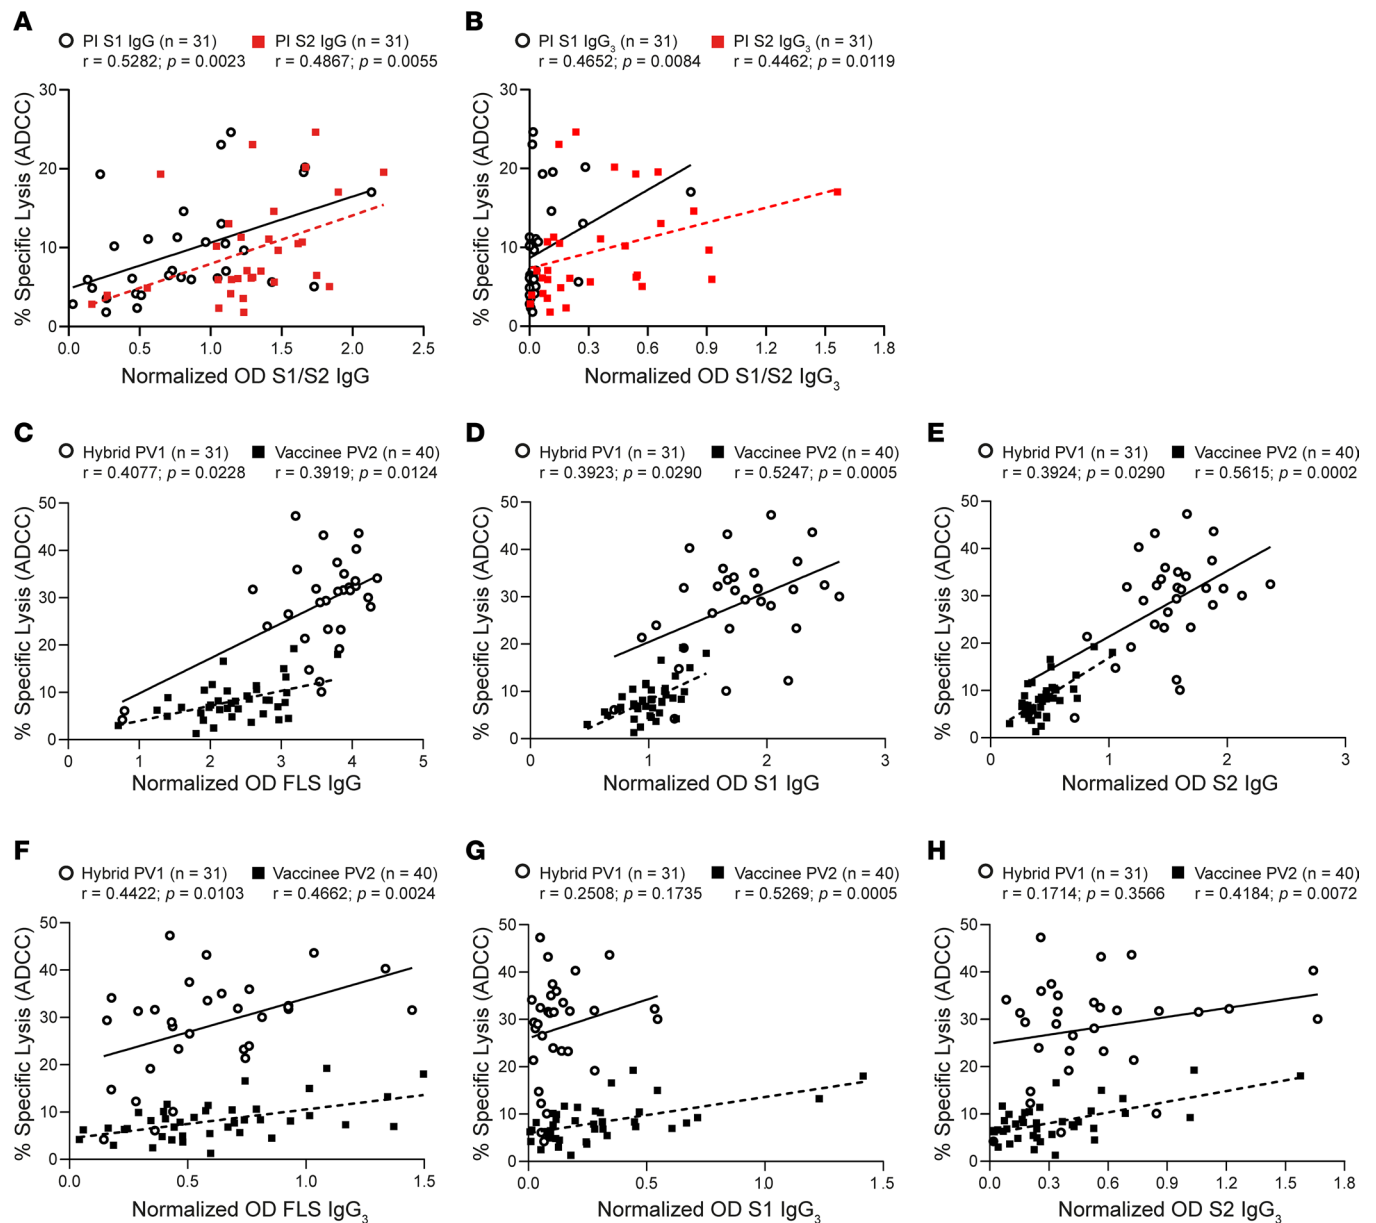 A
PI S1 IgG (n = 31)
r = 0.5282; p = 0.0023
PI S2 IgG (n = 31)
r = 0.4867; p = 0.0055
% Specific Lysis (ADCC)
30
20
10
0
0.0 0.5 1.0 1.5 2.0 2.5
Normalized OD S1/S2 IgG
B
PI S1 IgG3 (n = 31)
r = 0.4652; p = 0.0084
PI S2 IgG3 (n = 31)
r = 0.4462; p = 0.0119
% Specific Lysis (ADCC)
30
20
10
0
0.0 0.3 0.6 0.9 1.2 1.5 1.8
Normalized OD S1/S2 IgG3
C
Hybrid PV1 (n = 31)
r = 0.4077; p = 0.0228
Vaccinee PV2 (n = 40)
r = 0.3919; p = 0.0124
% Specific Lysis (ADCC)
50
40
30
20
10
0
0 1 2 3 4 5
Normalized OD FLS IgG
D
Hybrid PV1 (n = 31)
r = 0.3923; p = 0.0290
Vaccinee PV2 (n = 40)
r = 0.5247; p = 0.0005
% Specific Lysis (ADCC)
50
40
30
20
10
0
0 1 2 3
Normalized OD S1 IgG
E
Hybrid PV1 (n = 31)
r = 0.3924; p = 0.0290
Vaccinee PV2 (n = 40)
r = 0.5615; p = 0.0002
% Specific Lysis (ADCC)
50
40
30
20
10
0
0 1 2 3
Normalized OD S2 IgG
F
Hybrid PV1 (n = 31)
r = 0.4422; p = 0.0103
Vaccinee PV2 (n = 40)
r = 0.4662; p = 0.0024
% Specific Lysis (ADCC)
50
40
30
20
10
0
0.0 0.5 1.0 1.5
Normalized OD FLS IgG3
G
Hybrid PV1 (n = 31)
r = 0.2508; p = 0.1735
Vaccinee PV2 (n = 40)
r = 0.5269; p = 0.0005
% Specific Lysis (ADCC)
50
40
30
20
10
0
0.0 0.5 1.0 1.5
Normalized OD S1 IgG3
H
Hybrid PV1 (n = 31)
r = 0.1714; p = 0.3566
Vaccinee PV2 (n = 40)
r = 0.4184; p = 0.0072
% Specific Lysis (ADCC)
50
40
30
20
10
0
0.0 0.3 0.6 0.9 1.2 1.5 1.8
Normalized OD S2 IgG3